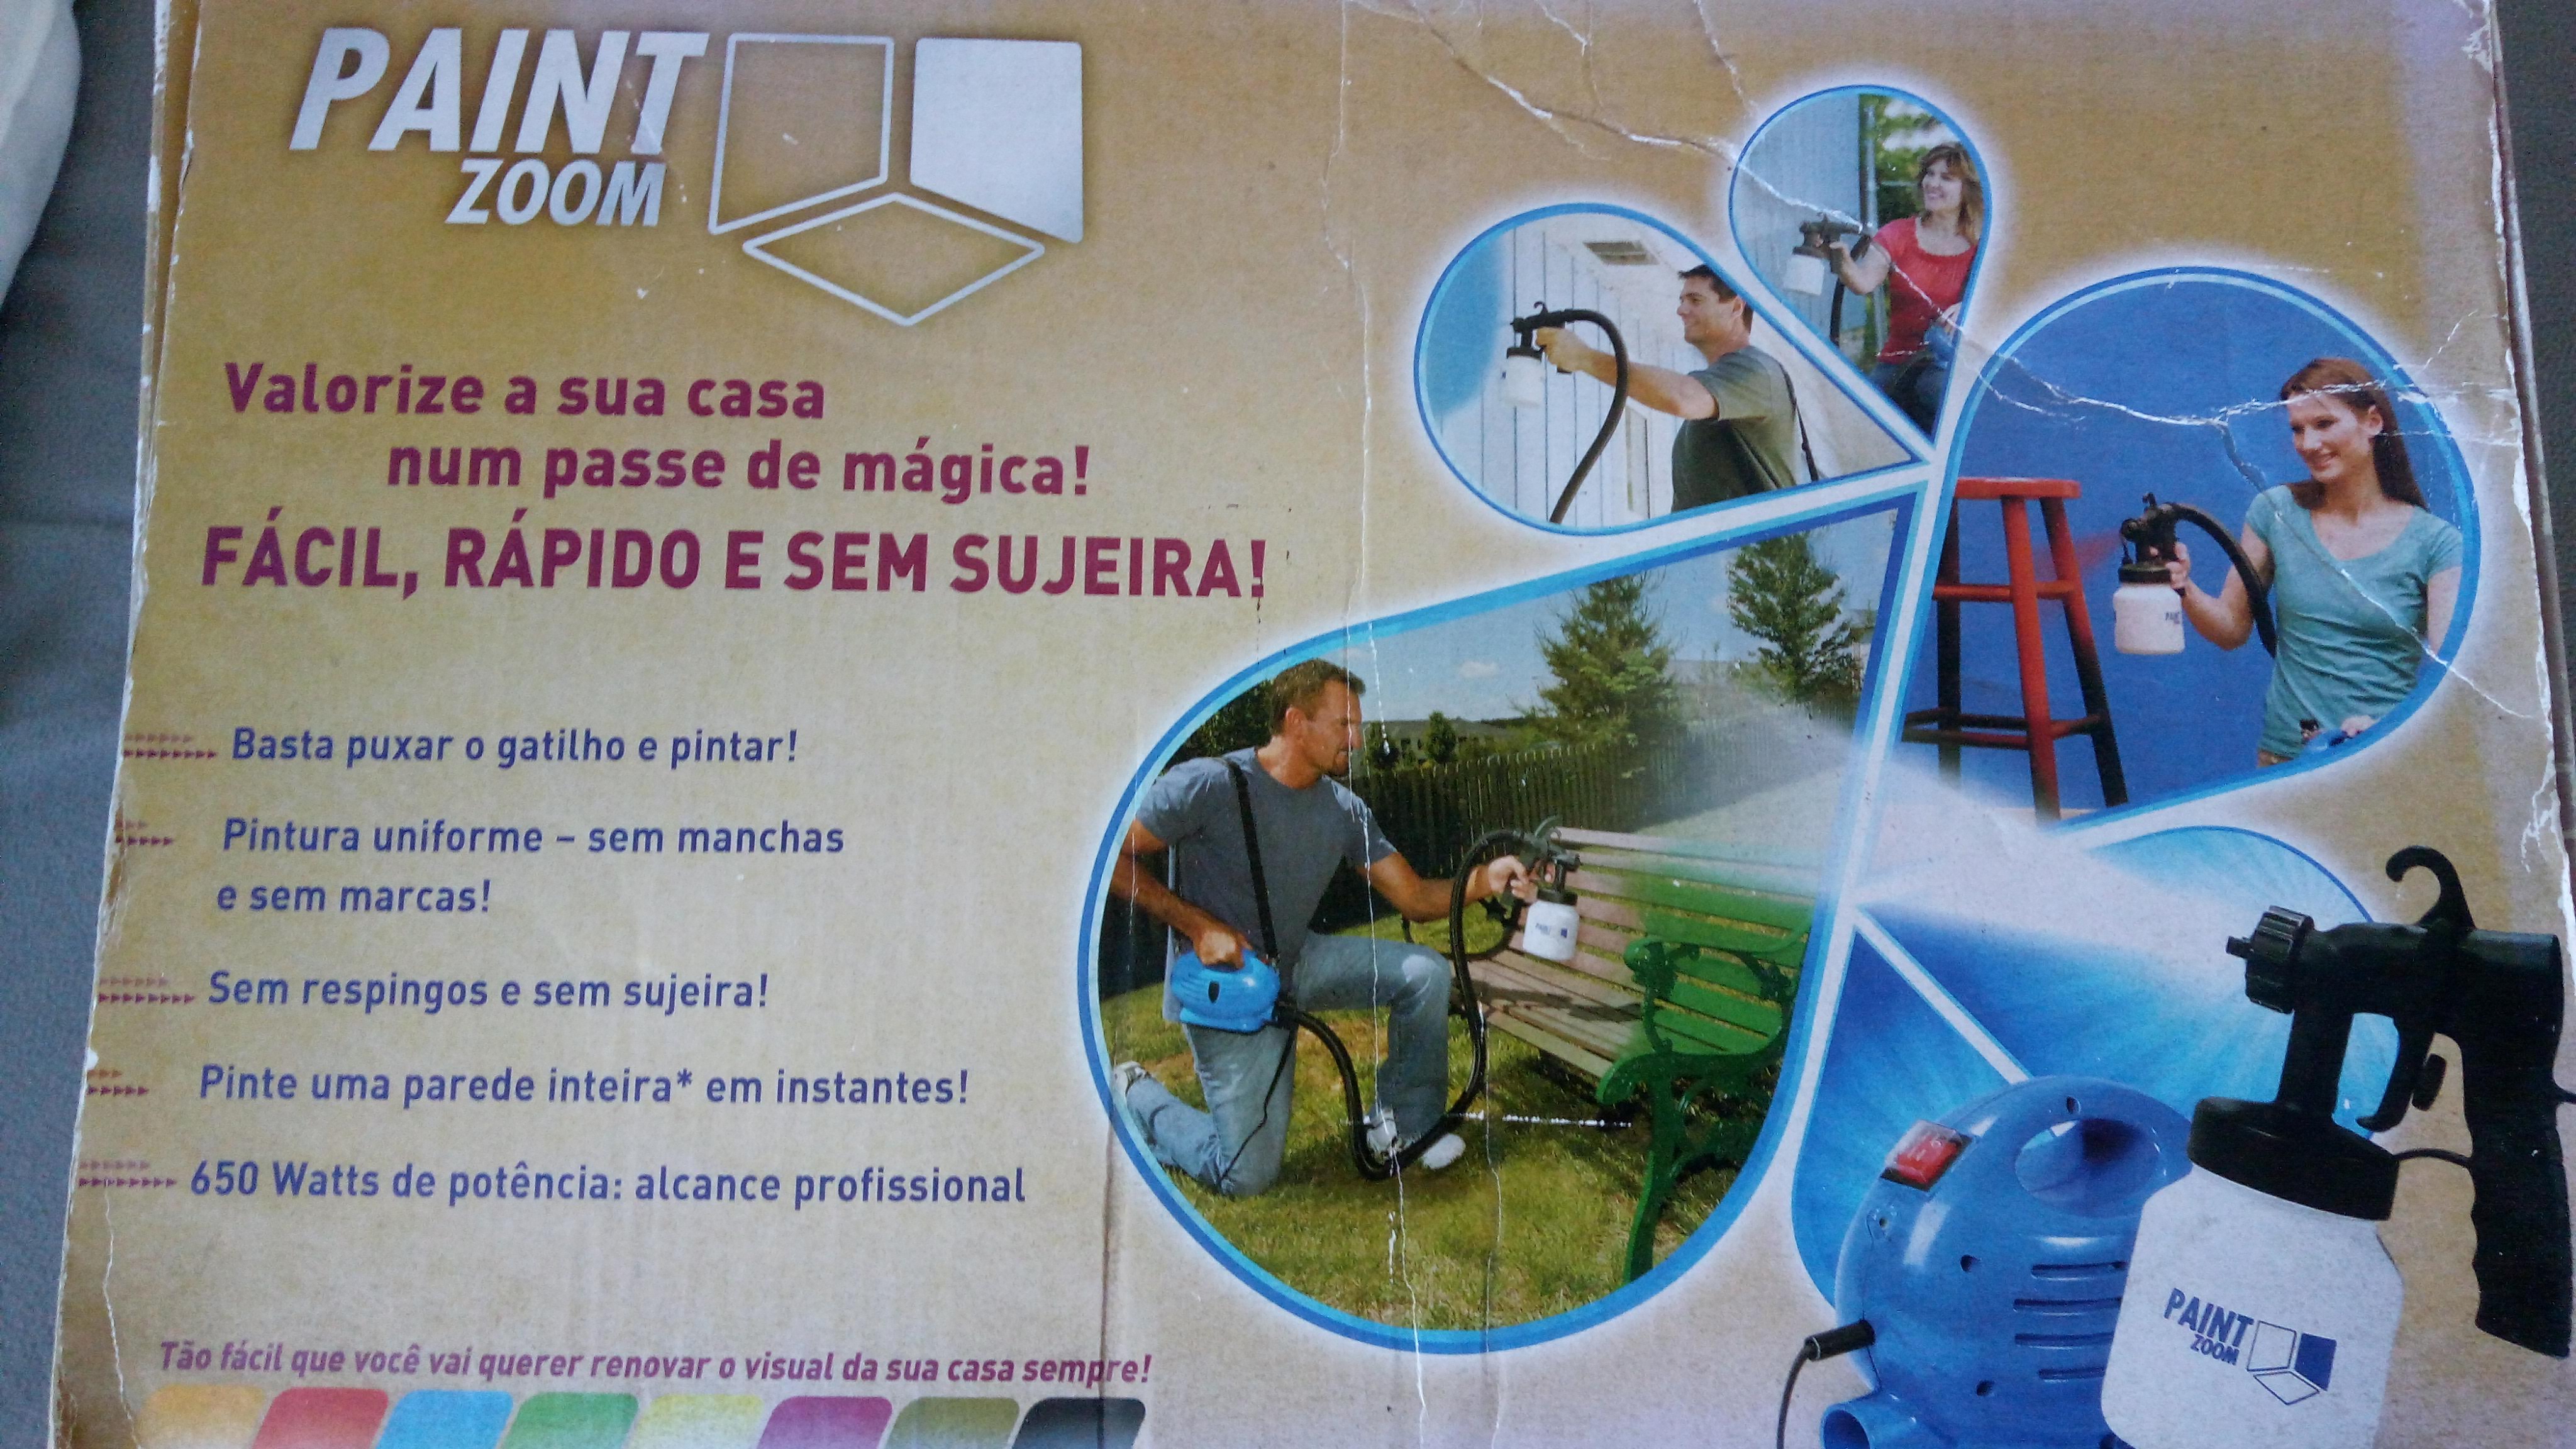 PAINT
ZOOM
Valorize a sua casa
num passe de mágica!
FÁCIL, RÁPIDO E SEM SUJEIRA!
Basta puxar o gatilho e pintar!
Pintura uniforme – sem manchas
e sem marcas!
Sem respingos e sem sujeira!
Pinte uma parede inteira* em instantes!
650 Watts de potência: alcance profissional
Tão fácil que você vai querer renovar o visual da sua casa sempre!
PAINT
ZOOM